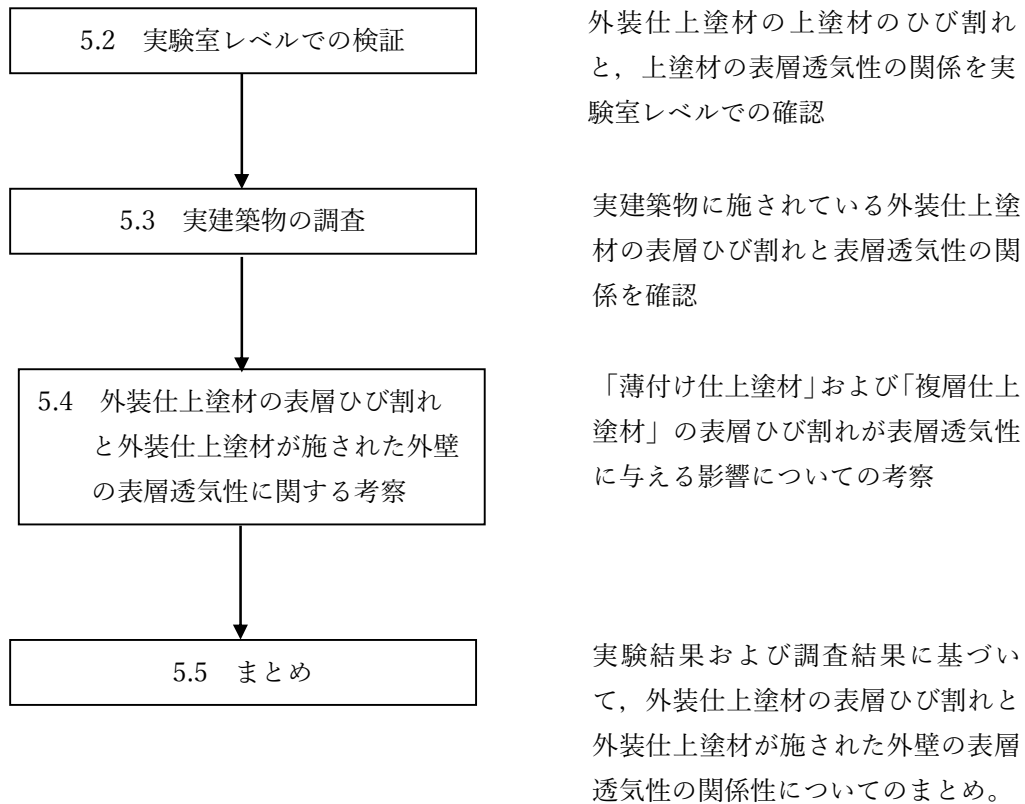 5.2 実験室レベルでの検証
外装仕上塗材の上塗材のひび割れ
と，上塗材の表層透気性の関係を実
験室レベルでの確認
5.3 実建築物の調査
実建築物に施されている外装仕上塗
材の表層ひび割れと表層透気性の関
係を確認
5.4 外装仕上塗材の表層ひび割れ
と外装仕上塗材が施された外壁
の表層透気性に関する考察
「薄付け仕上塗材」および「複層仕上
塗材」の表層ひび割れが表層透気性
に与える影響についての考察
5.5 まとめ
実験結果および調査結果に基づい
て，外装仕上塗材の表層ひび割れと
外装仕上塗材が施された外壁の表層
透気性の関係性についてのまとめ。